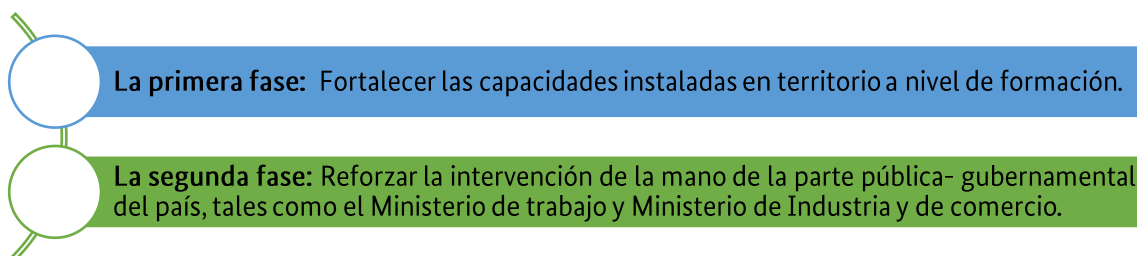 La primera fase: Fortalecer las capacidades instaladas en territorio a nivel de formación.
La segunda fase: Reforzar la intervención de la mano de la parte pública- gubernamental
del país, tales como el Ministerio de trabajo y Ministerio de Industria y de comercio.